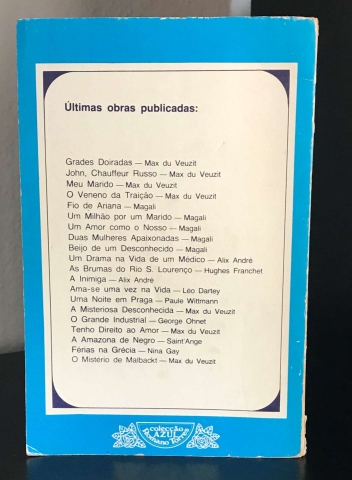 Últimas obras publicadas:
Grades Doiradas — Max du Veuzit
John, Chauffeur Russo — Max du Veuzit
Meu Marido — Max du Veuzit
O Veneno da Traição — Max du Veuzit
Fio de Ariana — Magali
Um Milhão por um Marido — Magali
Um Amor como o Nosso — Magali
Duas Mulheres Apaixonadas — Magali
Beijo de um Desconhecido — Magali
Um Drama na Vida de um Médico — Alix André
As Brumas do Rio S. Lourenço — Hughes Franchet
A Inimiga — Alix André
Ama-se uma vez na Vida — Léo Dartey
Uma Noite em Praga — Paule Wittmann
A Misteriosa Desconhecida — Max du Veuzit
O Grande Industrial — George Ohnet
Tenho Direito ao Amor — Max du Veuzit
A Amazona de Negro — Saint'Ange
Férias na Grécia — Nina Gay
O Mistério de Malbackt — Max du Veuzit
colecção
AZUL
Romano Torres